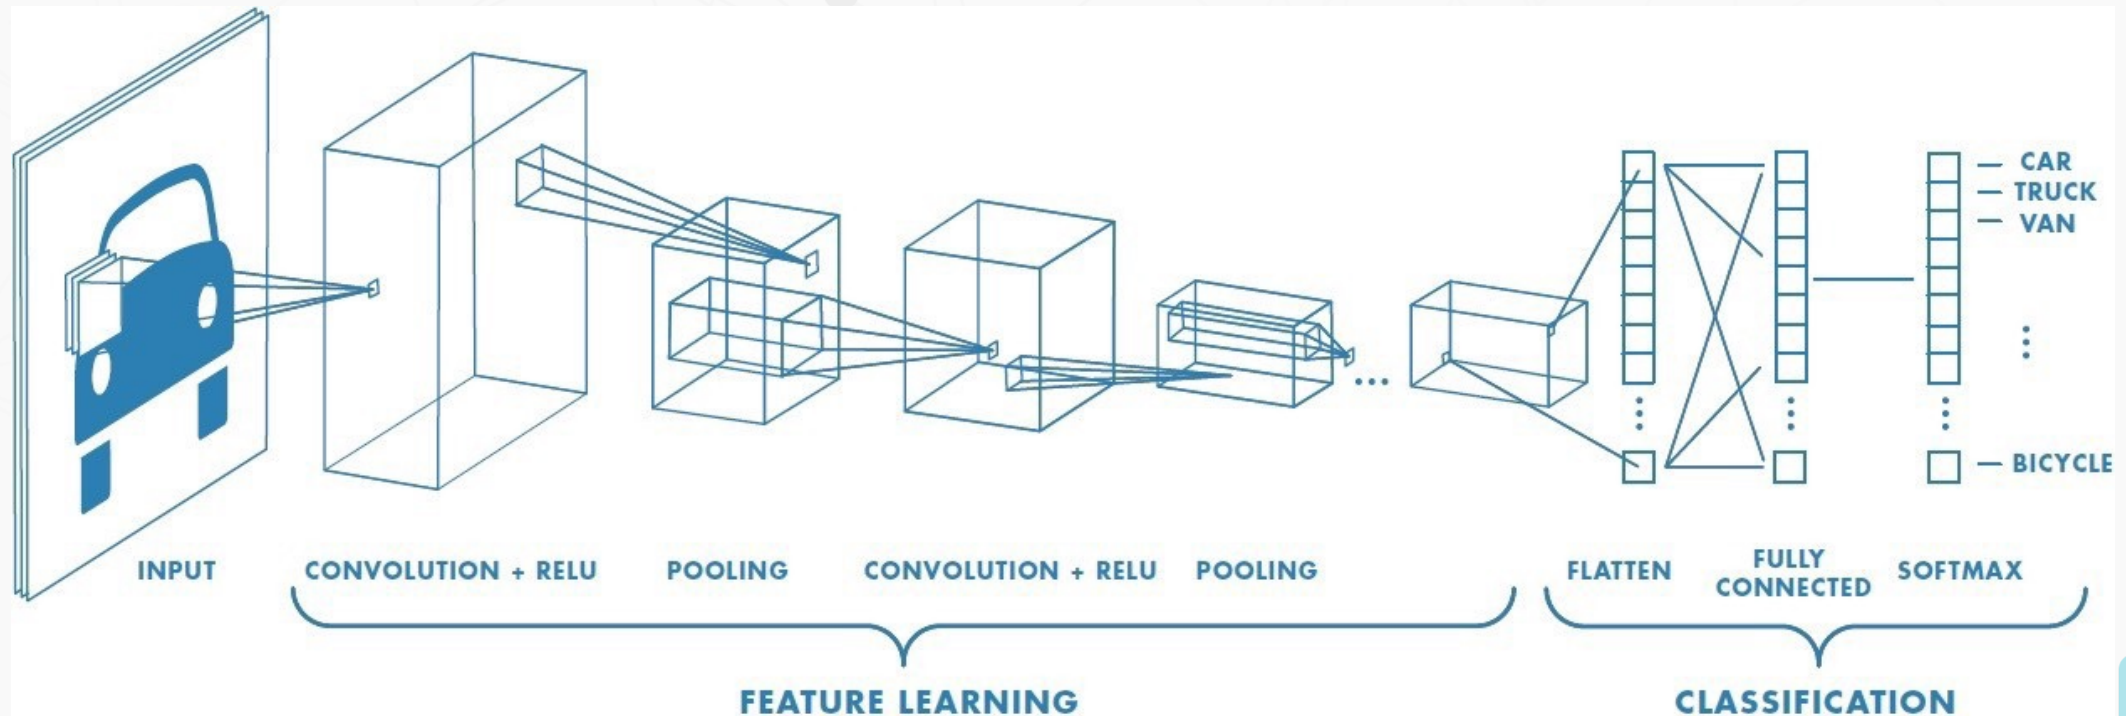 CAR
TRUCK
VAN
BICYCLE
INPUT
CONVOLUTION + RELU
POOLING
CONVOLUTION + RELU
POOLING
FLATTEN
FULLY
CONNECTED
SOFTMAX
FEATURE LEARNING
CLASSIFICATION